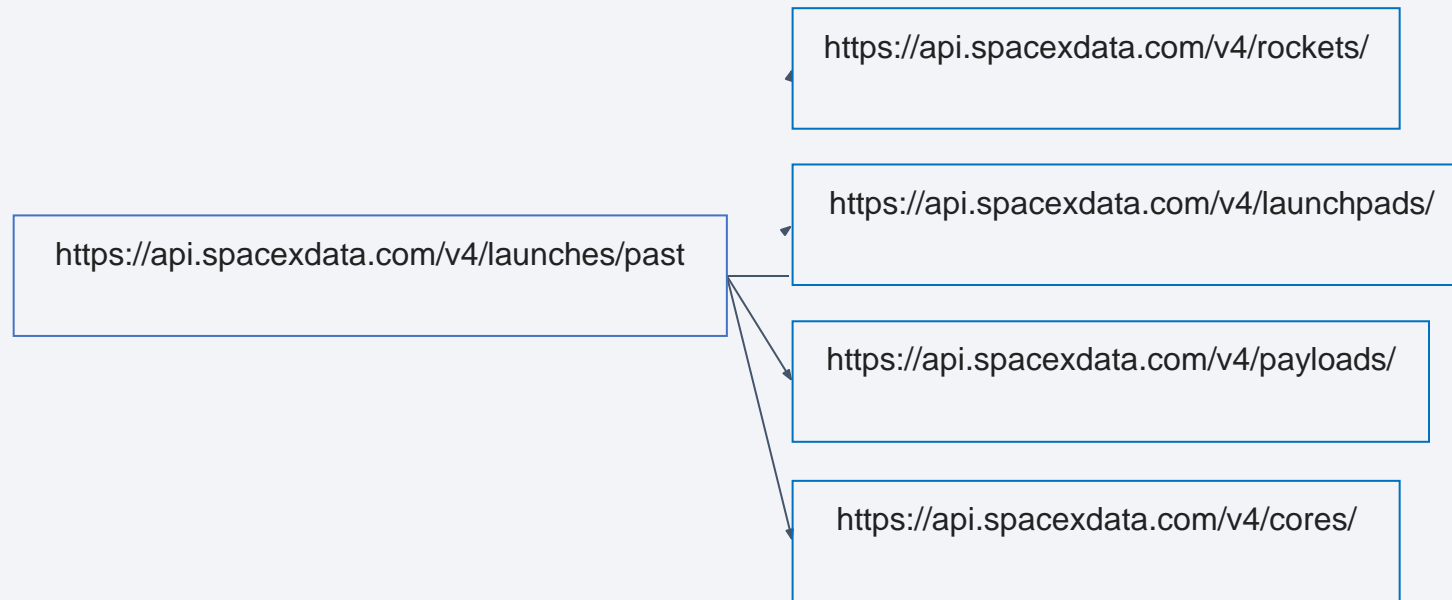 https://api.spacexdata.com/v4/rockets/
https://api.spacexdata.com/v4/launchpads/
https://api.spacexdata.com/v4/launches/past
https://api.spacexdata.com/v4/payloads/
https://api.spacexdata.com/v4/cores/